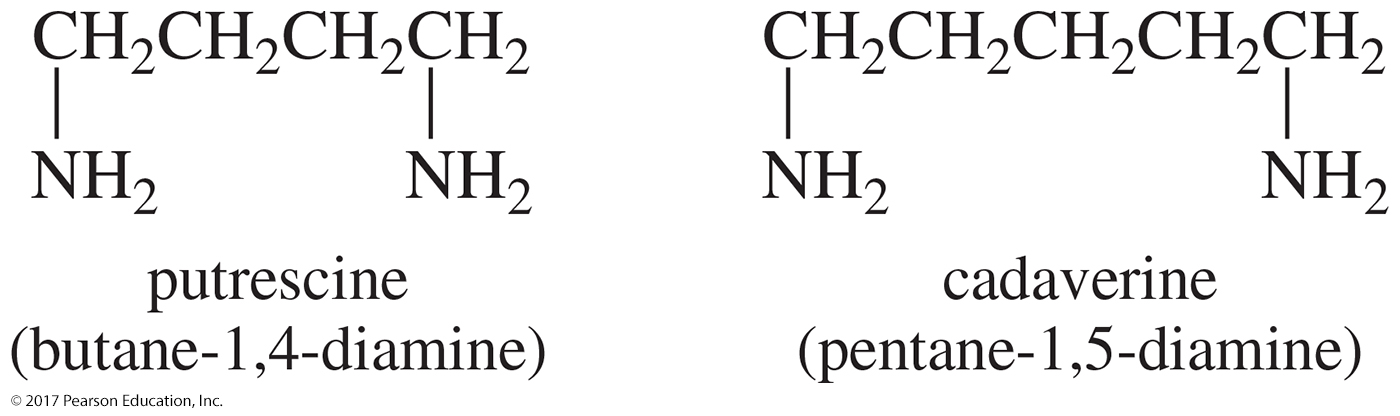 CH₂CH₂CH₂CH₂
NH₂ NH₂
putrescine
(butane-1,4-diamine)
CH₂CH₂CH₂CH₂CH₂
NH₂ NH₂
cadaverine
(pentane-1,5-diamine)
© 2017 Pearson Education, Inc.